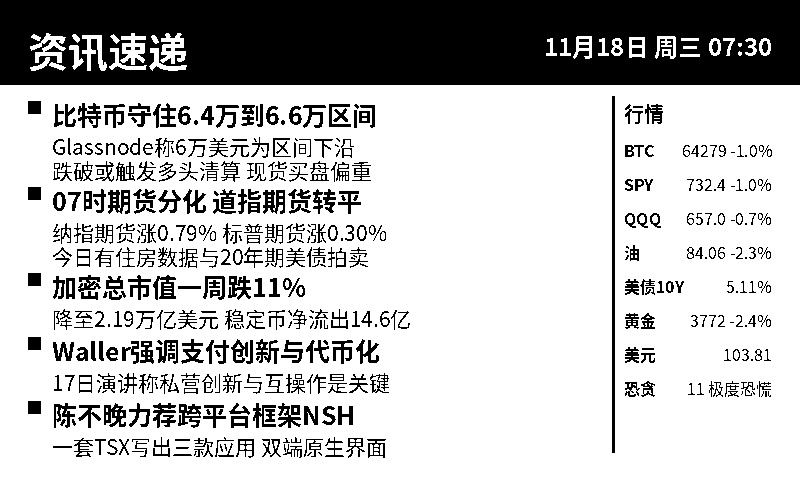 资讯速递
11月18日 周三 07:30
比特币守住6.4万到6.6万区间
Glassnode称6万美元为区间下沿
跌破或触发多头清算 现货买盘偏重
07时期货分化 道指期货转平
纳指期货涨0.79% 标普期货涨0.30%
今日有住房数据与20年期美债拍卖
加密总市值一周跌11%
降至2.19万亿美元 稳定币净流出14.6亿
Waller强调支付创新与代币化
17日演讲称私营创新与互操作是关键
陈不晚力荐跨平台框架NSH
一套TSX写出三款应用 双端原生界面
行情
BTC 64279 -1.0%
SPY 732.4 -1.0%
QQQ 657.0 -0.7%
油 84.06 -2.3%
美债10Y 5.11%
黄金 3772 -2.4%
美元 103.81
恐贪 11 极度恐慌